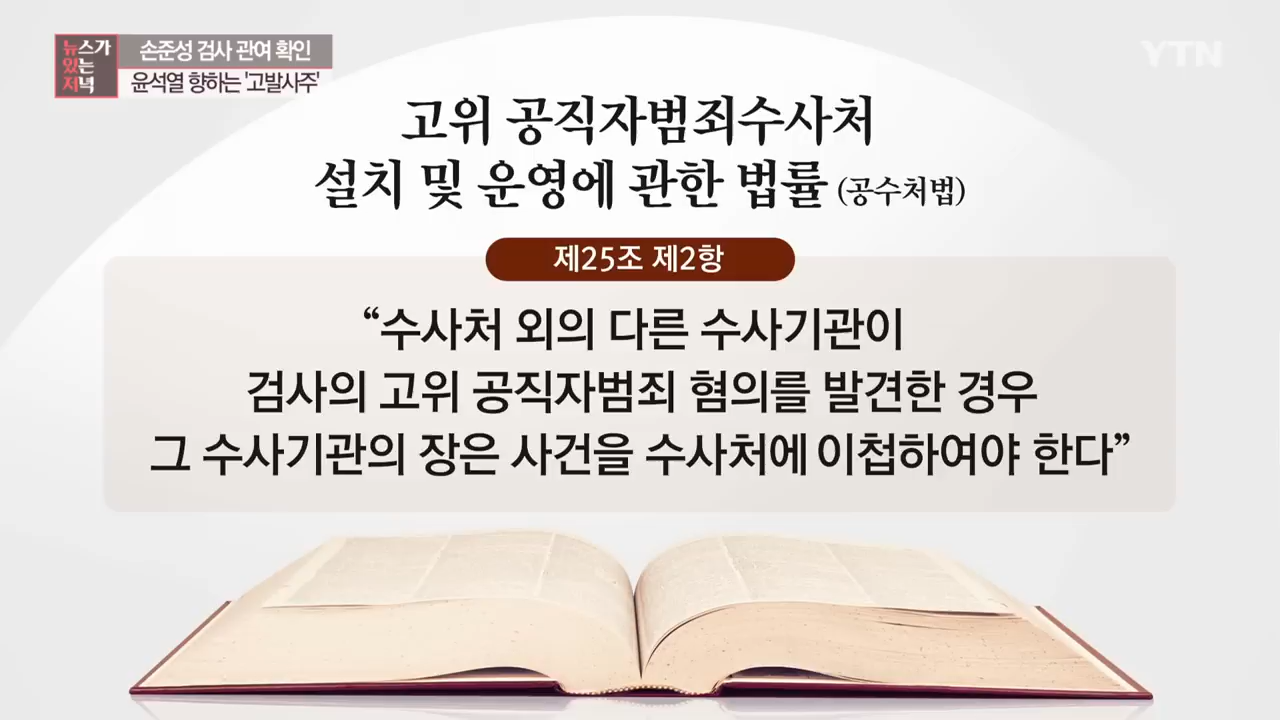 뉴스가
있는
저녁
손준성 검사 관여 확인
윤석열 향하는 '고발사주'
YTN
고위 공직자범죄수사처
설치 및 운영에 관한 법률 (공수처법)
제25조 제2항
“수사처 외의 다른 수사기관이
검사의 고위 공직자범죄 혐의를 발견한 경우
그 수사기관의 장은 사건을 수사처에 이첩하여야 한다”